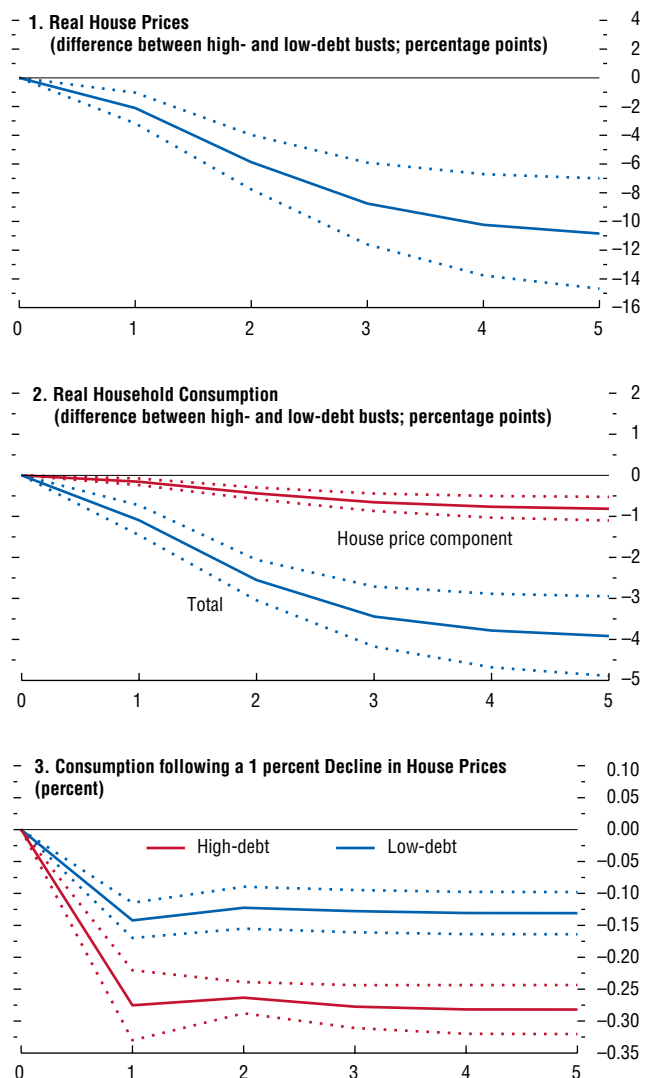 1. Real House Prices
(difference between high- and low-debt busts; percentage points)
4
2
0
–2
–4
–6
–8
–10
–12
–14
–16
0 1 2 3 4 5
2. Real Household Consumption
(difference between high- and low-debt busts; percentage points)
2
1
0
–1
House price component
–2
Total
–3
–4
–5
0 1 2 3 4 5
3. Consumption following a 1 percent Decline in House Prices
(percent)
0.10
0.05
0.00
High-debt Low-debt
–0.05
–0.10
–0.15
–0.20
–0.25
–0.30
–0.35
0 1 2 3 4 5